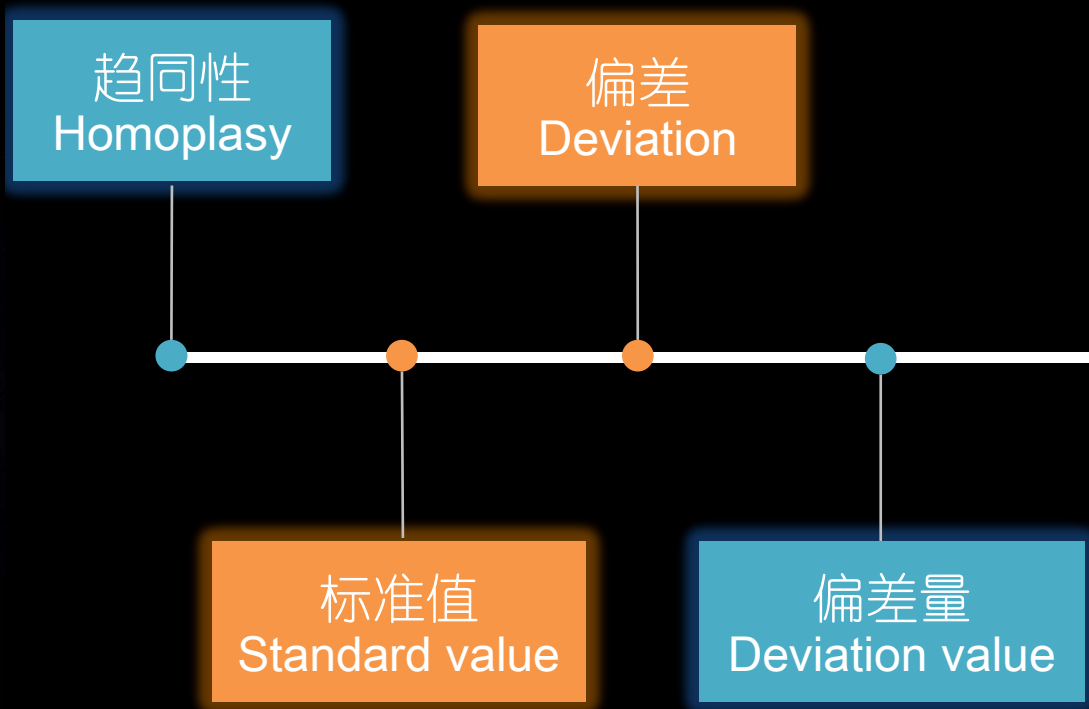 趋同性
Homoplasy
偏差
Deviation
标准值
Standard value
偏差量
Deviation value